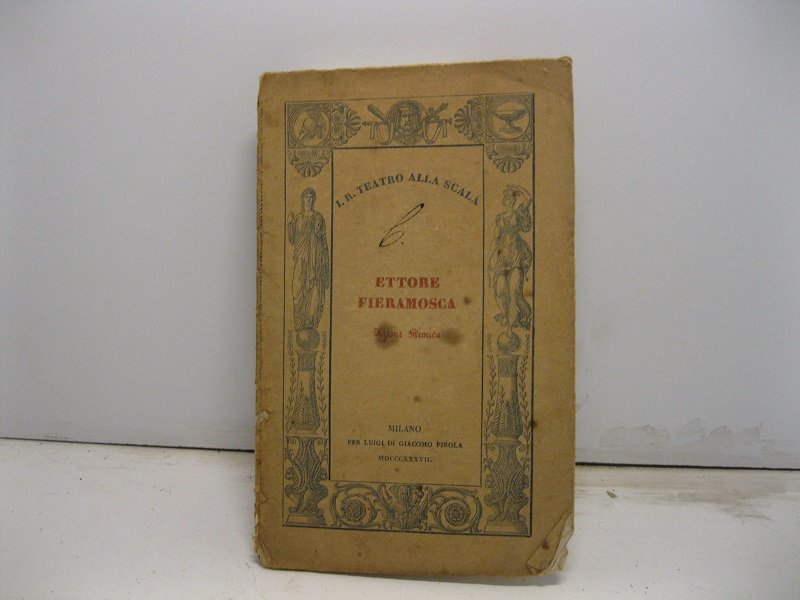 I. R. TEATRO ALLA SCALA
ETTORE
FIERAMOSCA
Azione Mimica
MILANO
PER LUIGI DI GIACOMO PIROLA
MDCCCXXXVII.